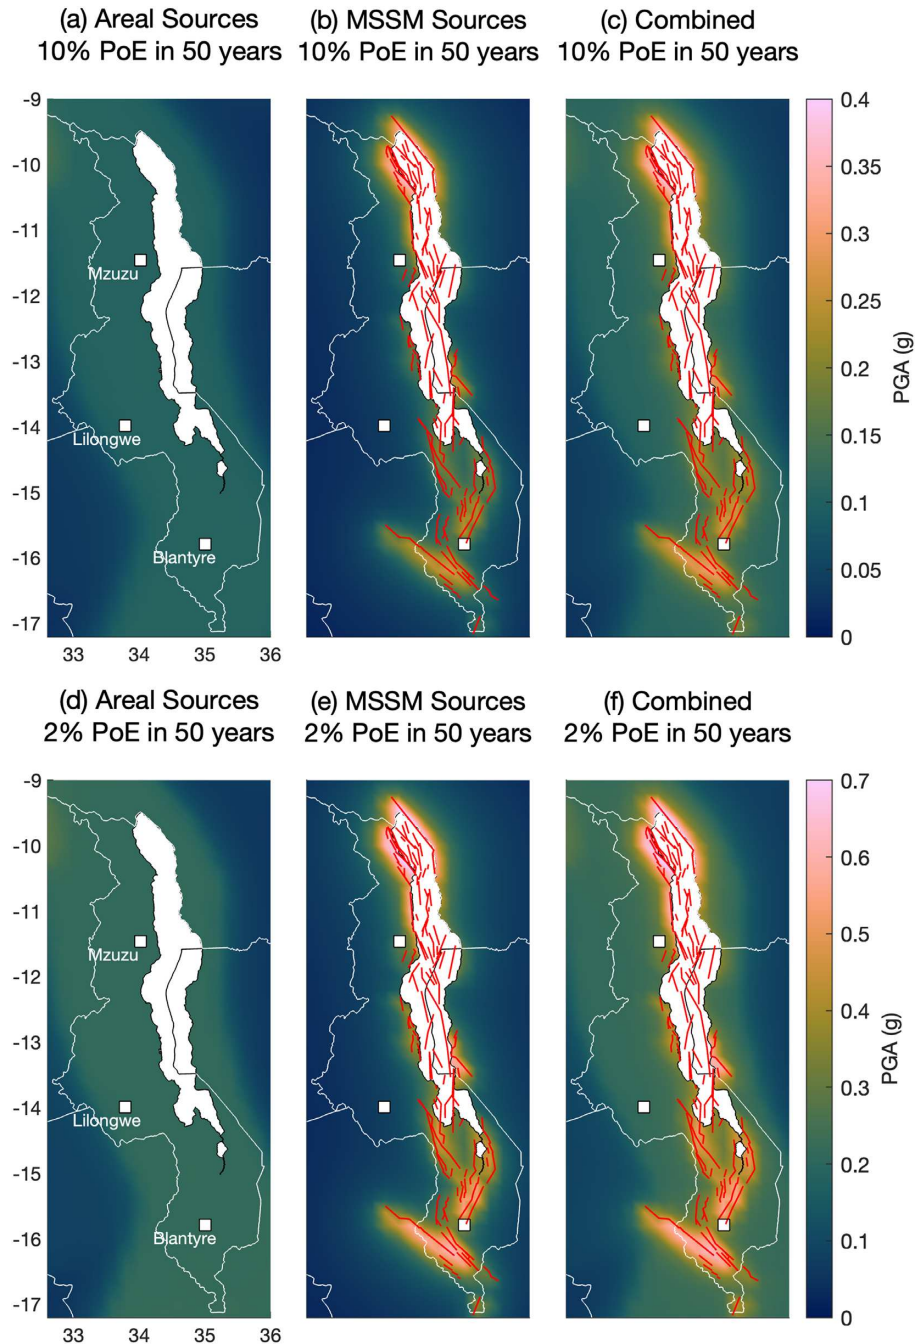 (a) Areal Sources
10% PoE in 50 years
(b) MSSM Sources
10% PoE in 50 years
(c) Combined
10% PoE in 50 years
-9
-10
-11
-12
-13
-14
-15
-16
-17
33
34
35
36
Mzuzu
Lilongwe
Blantyre
0.4
0.35
0.3
0.25
0.2
0.15
0.1
0.05
0
PGA (g)
(d) Areal Sources
2% PoE in 50 years
(e) MSSM Sources
2% PoE in 50 years
(f) Combined
2% PoE in 50 years
-9
-10
-11
-12
-13
-14
-15
-16
-17
33
34
35
36
Mzuzu
Lilongwe
Blantyre
0.7
0.6
0.5
0.4
0.3
0.2
0.1
0
PGA (g)